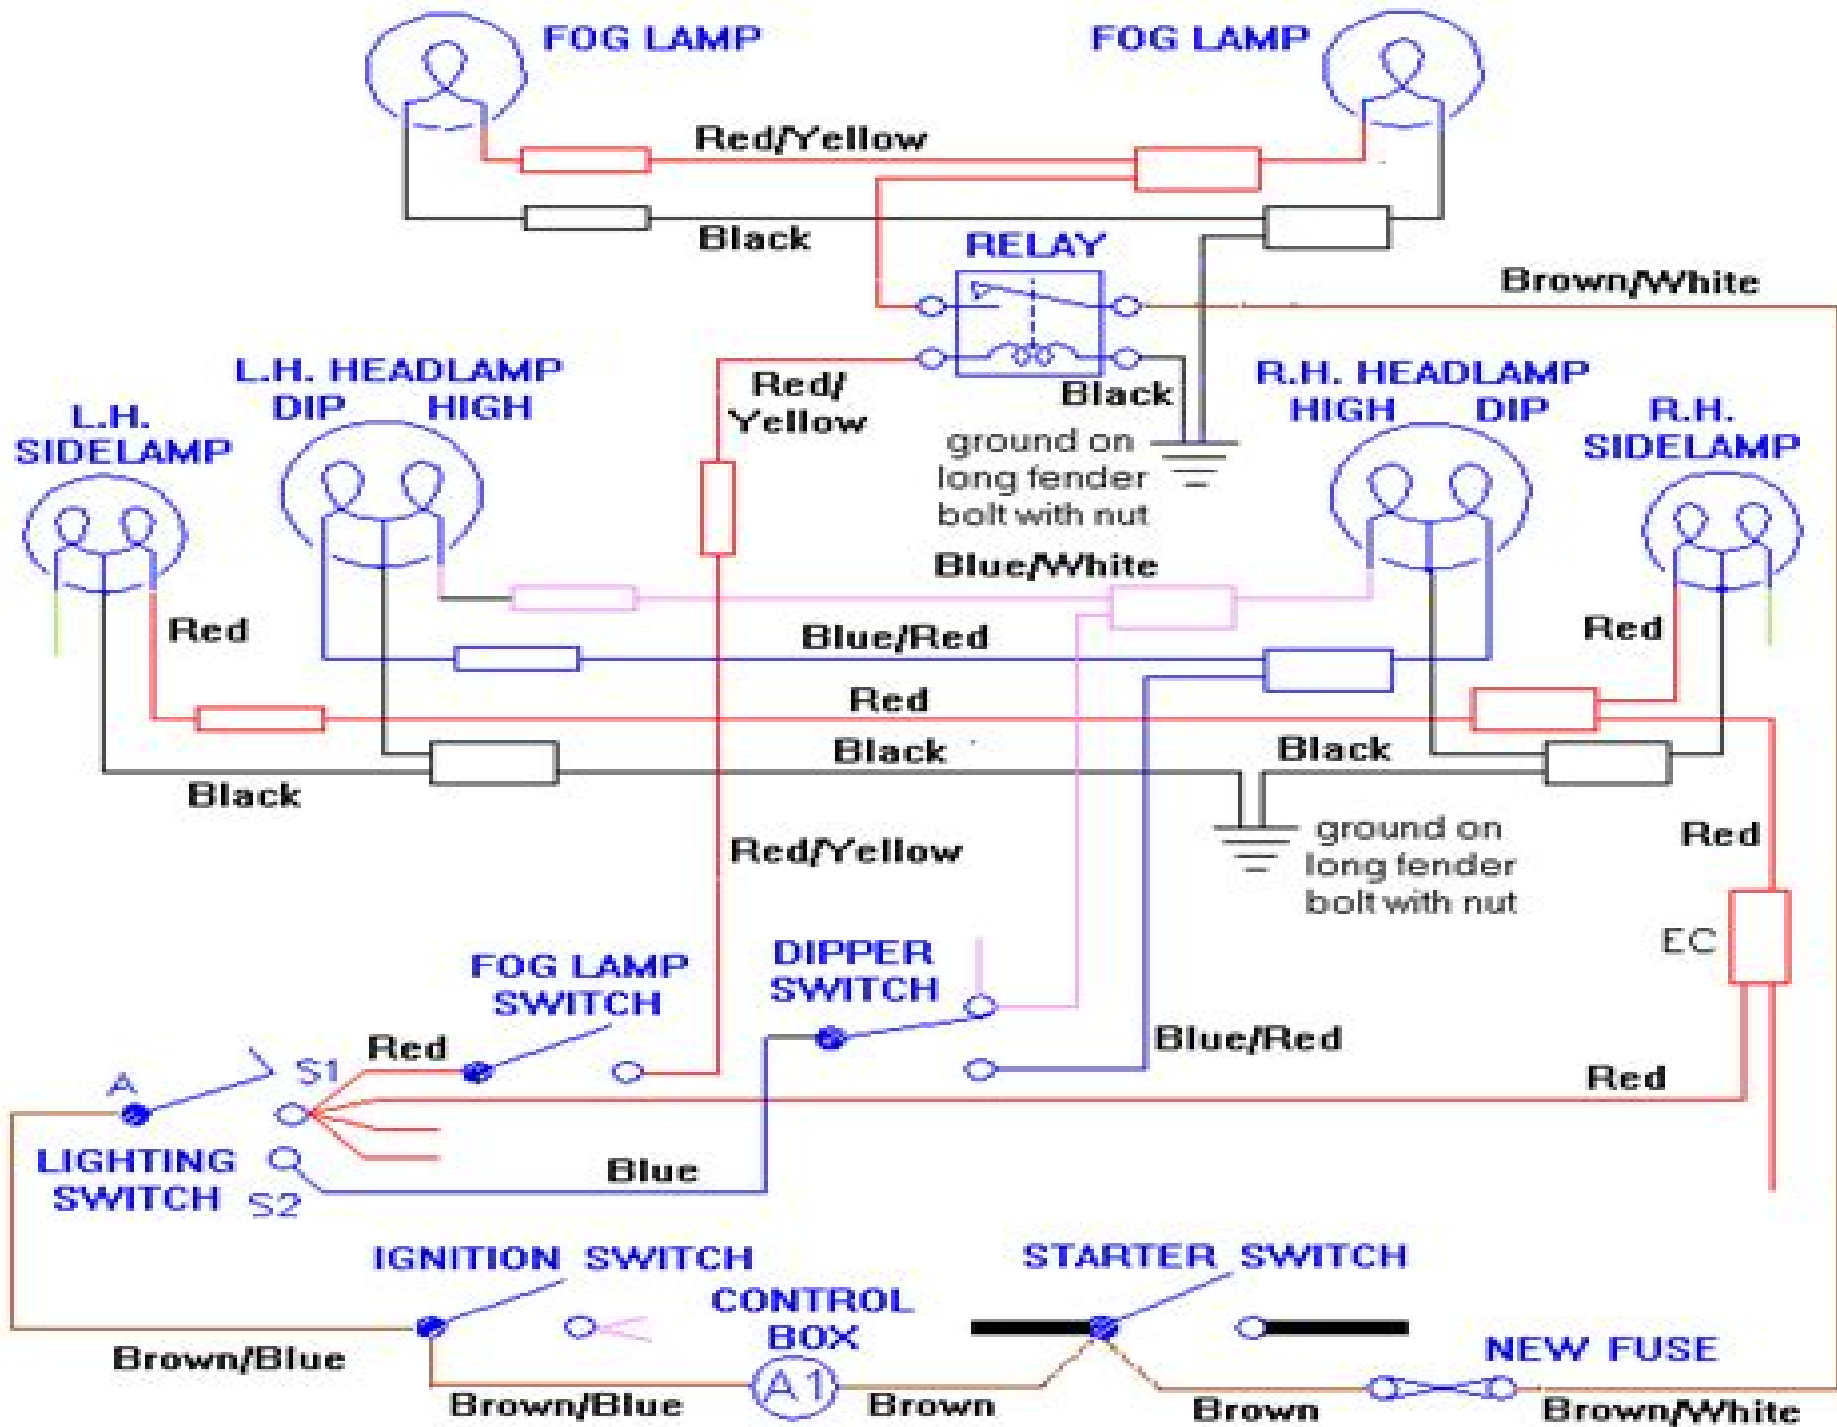 FOG LAMP
FOG LAMP
Red/Yellow
Black
RELAY
Brown/White
L.H. HEADLAMP
DIP HIGH
Red/
Yellow
Black
R.H. HEADLAMP
HIGH DIP
L.H.
SIDELAMP
R.H.
SIDELAMP
ground on
long fender
bolt with nut
Blue/White
Red
Blue/Red
Red
Red
Black
Black
Black
Red/Yellow
ground on
long fender
bolt with nut
Red
EC
FOG LAMP
SWITCH
DIPPER
SWITCH
Red
Blue/Red
A
S1
Red
LIGHTING
SWITCH
S2
Blue
IGNITION SWITCH
STARTER SWITCH
CONTROL
BOX
NEW FUSE
Brown/Blue
A1
Brown/Blue
Brown
Brown
Brown/White